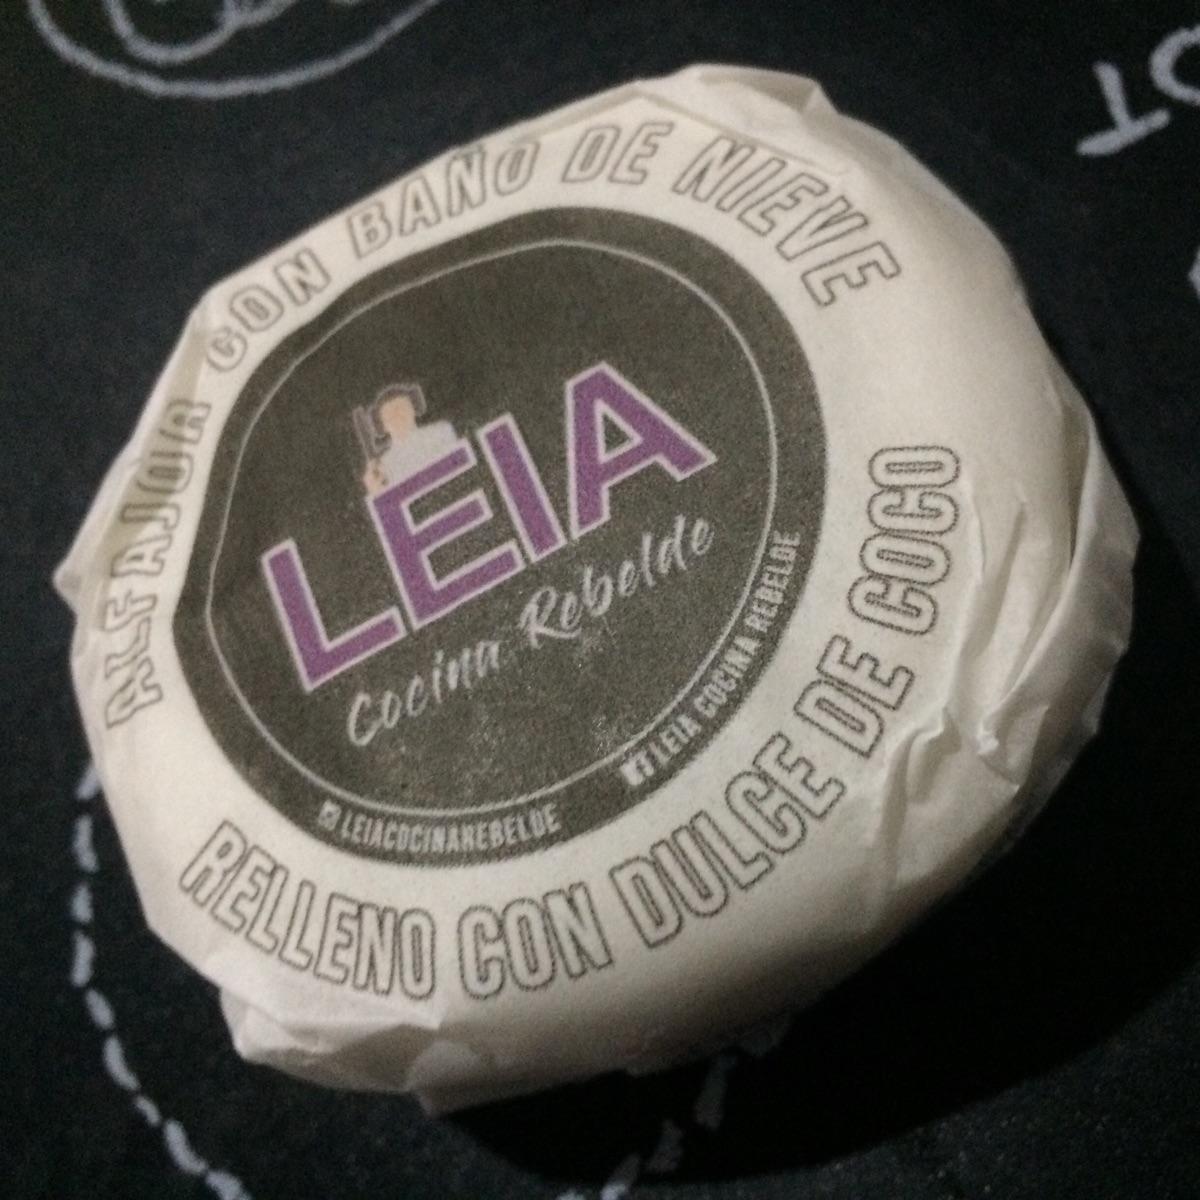 ALFAJOR CON BAÑO DE NIEVE
LEIA
Cocina Rebelde
LEIACOCINAREBELDE
LEIA COCINA REBELDE
RELLENO CON DULCE DE COCO